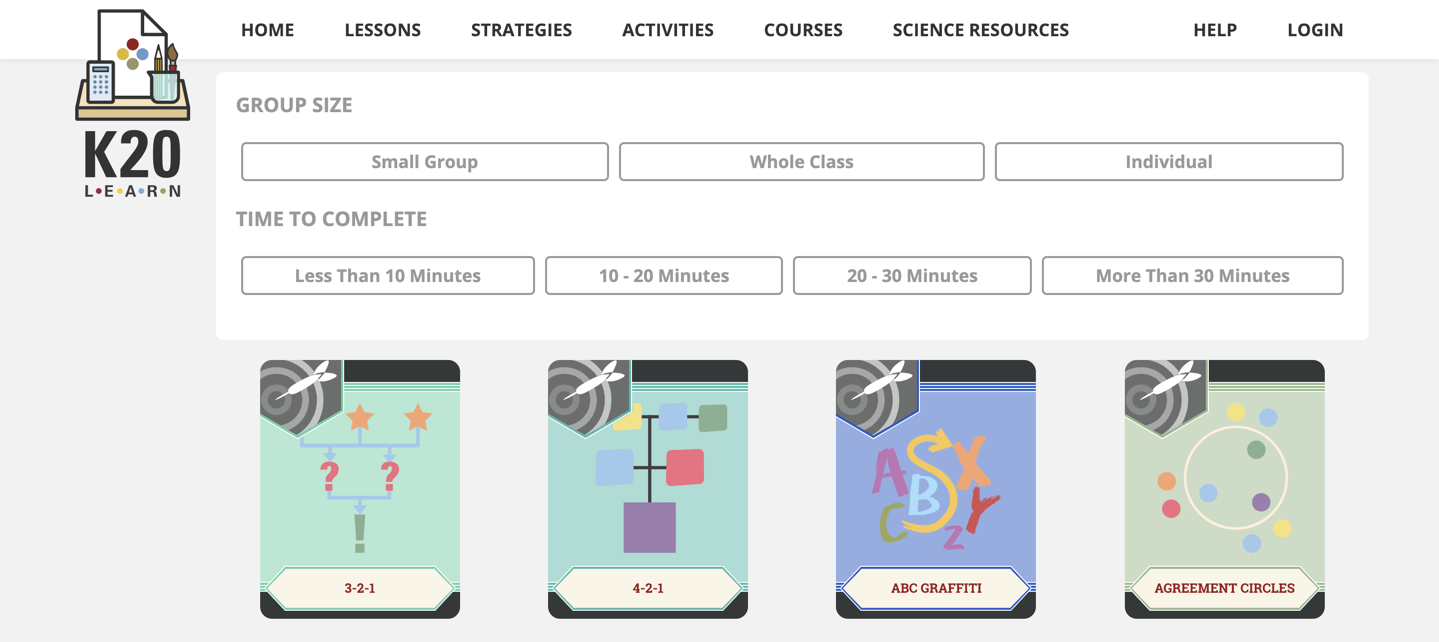 HOME LESSONS STRATEGIES ACTIVITIES COURSES SCIENCE RESOURCES HELP LOGIN
K20
L•E•A•R•N
GROUP SIZE
Small Group Whole Class Individual
TIME TO COMPLETE
Less Than 10 Minutes 10 - 20 Minutes 20 - 30 Minutes More Than 30 Minutes
? ?
!
A S X
B
C Y
z
3-2-1 4-2-1 ABC GRAFFITI AGREEMENT CIRCLES